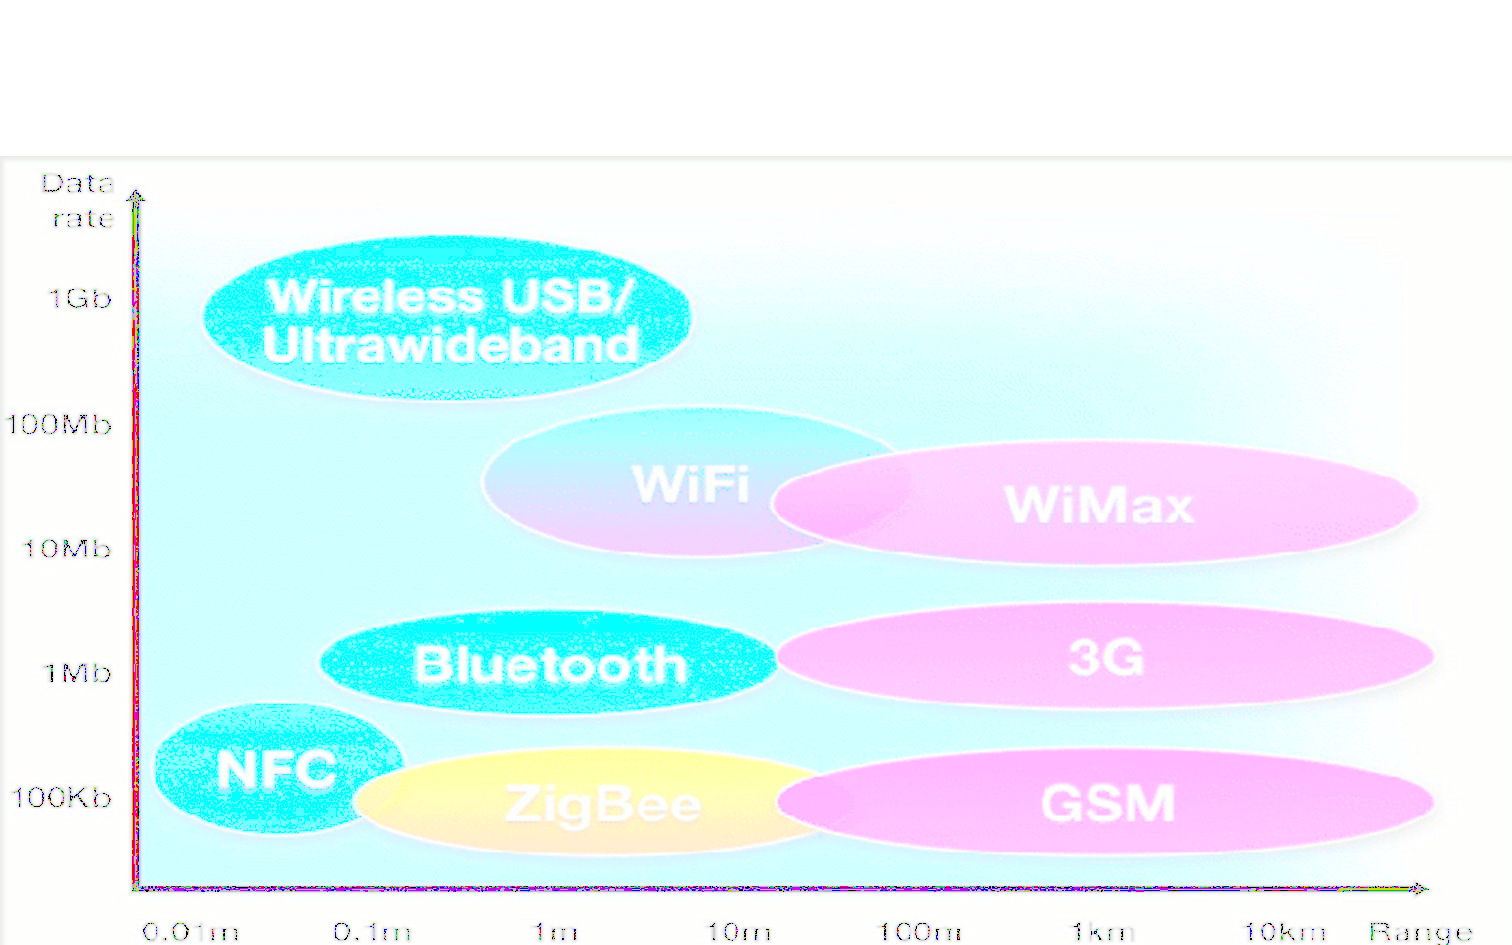 Data
rate
1Gb
Wireless USB/
Ultrawideband
100Mb
WiFi
WiMax
10Mb
Bluetooth
3G
1Mb
NFC
100Kb
ZigBee
GSM
0.01m 0.1m 1m 10m 100m 1km 10km Range